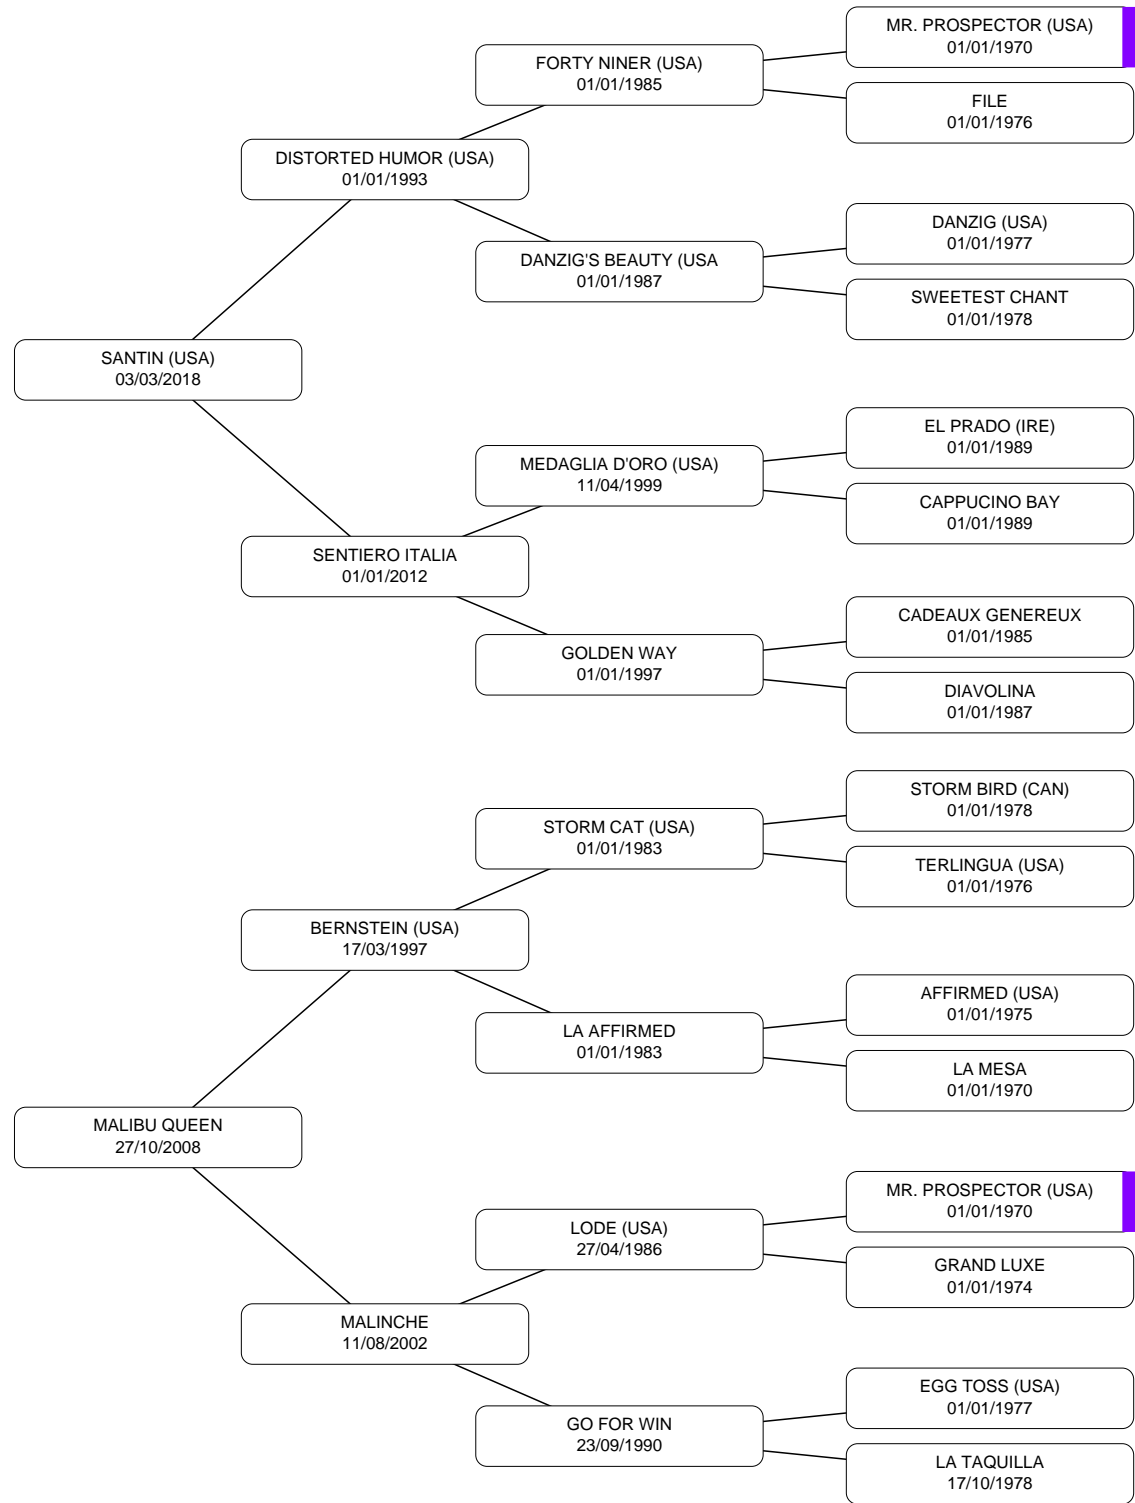 MR. PROSPECTOR (USA)
01/01/1970
FORTY NINER (USA)
01/01/1985
FILE
01/01/1976
DISTORTED HUMOR (USA)
01/01/1993
DANZIG (USA)
01/01/1977
DANZIG'S BEAUTY (USA
01/01/1987
SWEETEST CHANT
01/01/1978
SANTIN (USA)
03/03/2018
EL PRADO (IRE)
01/01/1989
MEDAGLIA D'ORO (USA)
11/04/1999
CAPPUCINO BAY
01/01/1989
SENTIERO ITALIA
01/01/2012
CADEAUX GENEREUX
01/01/1985
GOLDEN WAY
01/01/1997
DIAVOLINA
01/01/1987
STORM BIRD (CAN)
01/01/1978
STORM CAT (USA)
01/01/1983
TERLINGUA (USA)
01/01/1976
BERNSTEIN (USA)
17/03/1997
AFFIRMED (USA)
01/01/1975
LA AFFIRMED
01/01/1983
LA MESA
01/01/1970
MALIBU QUEEN
27/10/2008
MR. PROSPECTOR (USA)
01/01/1970
LODE (USA)
27/04/1986
GRAND LUXE
01/01/1974
MALINCHE
11/08/2002
EGG TOSS (USA)
01/01/1977
GO FOR WIN
23/09/1990
LA TAQUILLA
17/10/1978